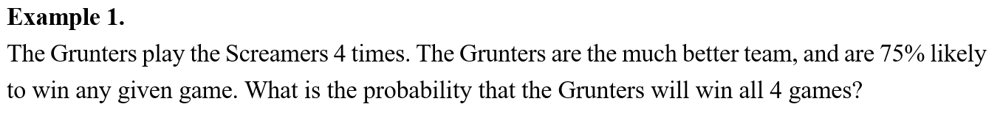 Example 1.
The Grunters play the Screamers 4 times. The Grunters are the much better team, and are 75% likely
to win any given game. What is the probability that the Grunters will win all 4 games?